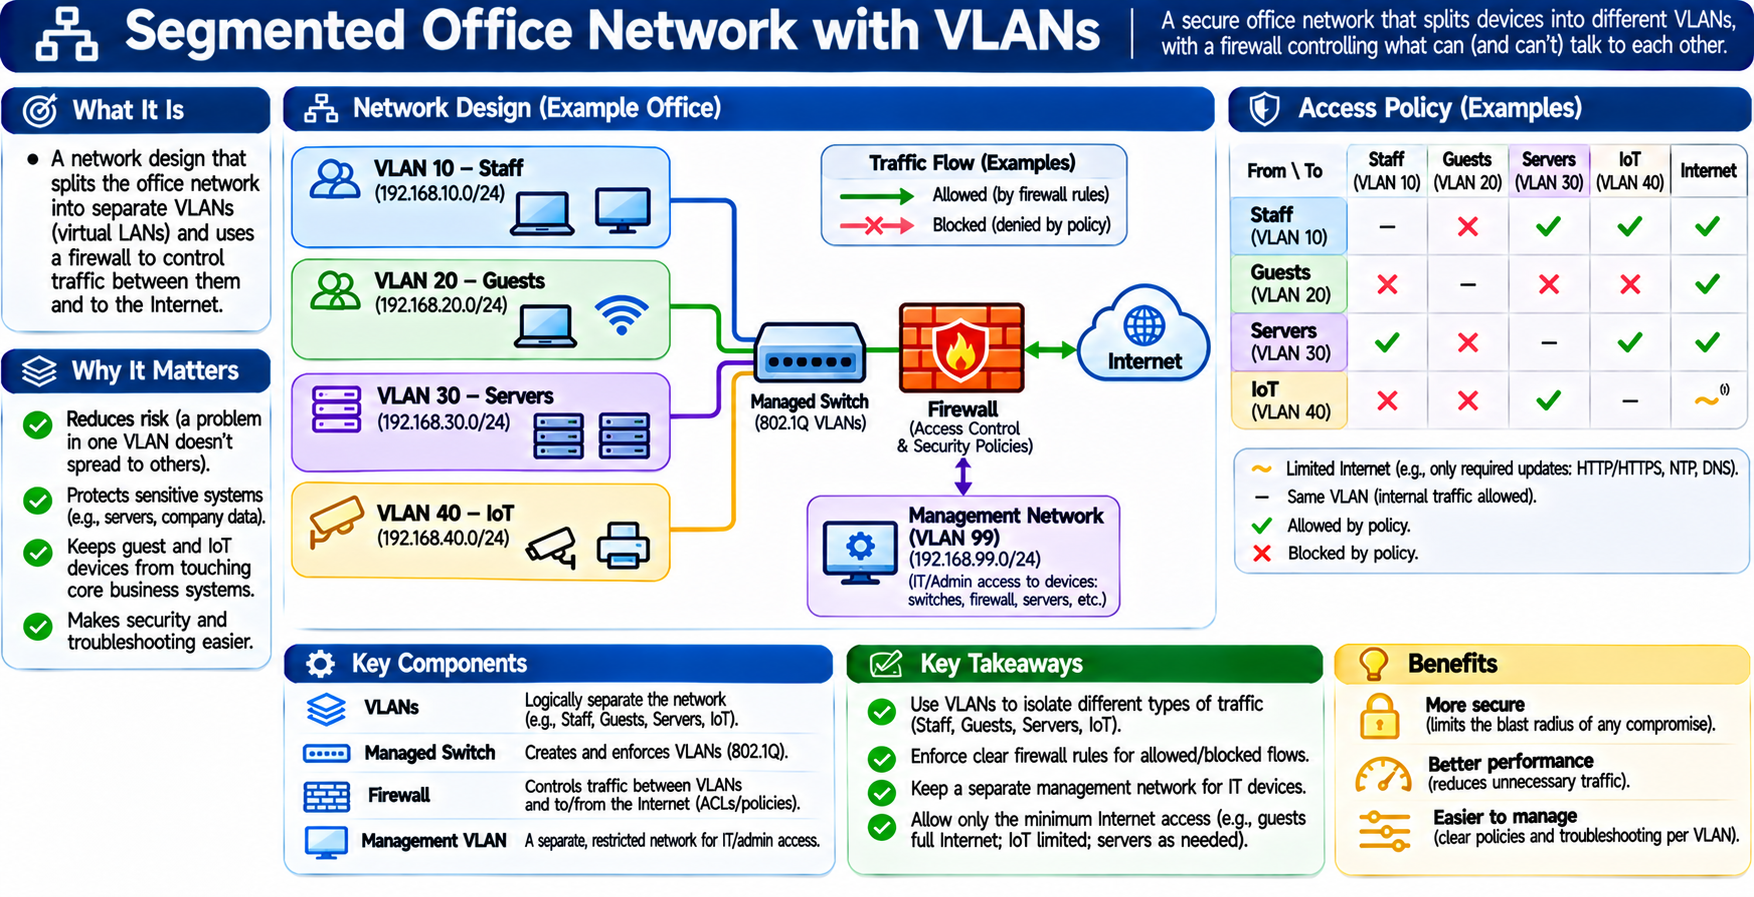 Segmented Office Network with VLANs
A secure office network that splits devices into different VLANs,
with a firewall controlling what can (and can't) talk to each other.
What It Is
● A network design that
splits the office network
into separate VLANs
(virtual LANs) and uses
a firewall to control
traffic between them
and to the Internet.
Why It Matters
Reduces risk (a problem
in one VLAN doesn't
spread to others).
Protects sensitive systems
(e.g., servers, company data).
Keeps guest and IoT
devices from touching
core business systems.
Makes security and
troubleshooting easier.
Network Design (Example Office)
VLAN 10 – Staff
(192.168.10.0/24)
VLAN 20 – Guests
(192.168.20.0/24)
VLAN 30 – Servers
(192.168.30.0/24)
VLAN 40 – IoT
(192.168.40.0/24)
Traffic Flow (Examples)
Allowed (by firewall rules)
Blocked (denied by policy)
Managed Switch
(802.1Q VLANs)
Firewall
(Access Control
& Security Policies)
Internet
Management Network
(VLAN 99)
(192.168.99.0/24)
(IT/Admin access to devices:
switches, firewall, servers, etc.)
Access Policy (Examples)
From \ To
Staff
(VLAN 10)
Guests
(VLAN 20)
Servers
(VLAN 30)
IoT
(VLAN 40)
Internet
Staff
(VLAN 10)
– ✗ ✓ ✓ ✓
Guests
(VLAN 20)
✗ – ✗ ✗ ✓
Servers
(VLAN 30)
✓ ✗ – ✓ ✓
IoT
(VLAN 40)
✗ ✗ ✓ – ~
~ Limited Internet (e.g., only required updates: HTTP/HTTPS, NTP, DNS).
– Same VLAN (internal traffic allowed).
✓ Allowed by policy.
✗ Blocked by policy.
Key Components
VLANs
Logically separate the network
(e.g., Staff, Guests, Servers, IoT).
Managed Switch
Creates and enforces VLANs (802.1Q).
Firewall
Controls traffic between VLANs
and to/from the Internet (ACLs/policies).
Management VLAN
A separate, restricted network for IT/admin access.
Key Takeaways
Use VLANs to isolate different types of traffic
(Staff, Guests, Servers, IoT).
Enforce clear firewall rules for allowed/blocked flows.
Keep a separate management network for IT devices.
Allow only the minimum Internet access (e.g., guests
full Internet; IoT limited; servers as needed).
Benefits
More secure
(limits the blast radius of any compromise).
Better performance
(reduces unnecessary traffic).
Easier to manage
(clear policies and troubleshooting per VLAN).